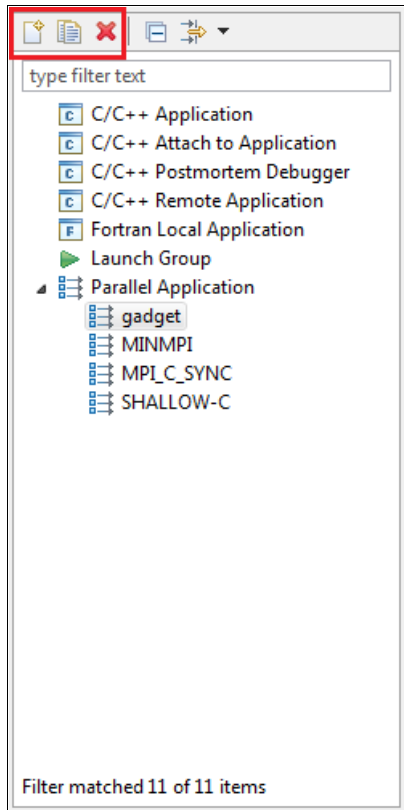 type filter text
C/C++ Application
C/C++ Attach to Application
C/C++ Postmortem Debugger
C/C++ Remote Application
Fortran Local Application
Launch Group
Parallel Application
gadget
MINMPI
MPI_C_SYNC
SHALLOW-C
Filter matched 11 of 11 items